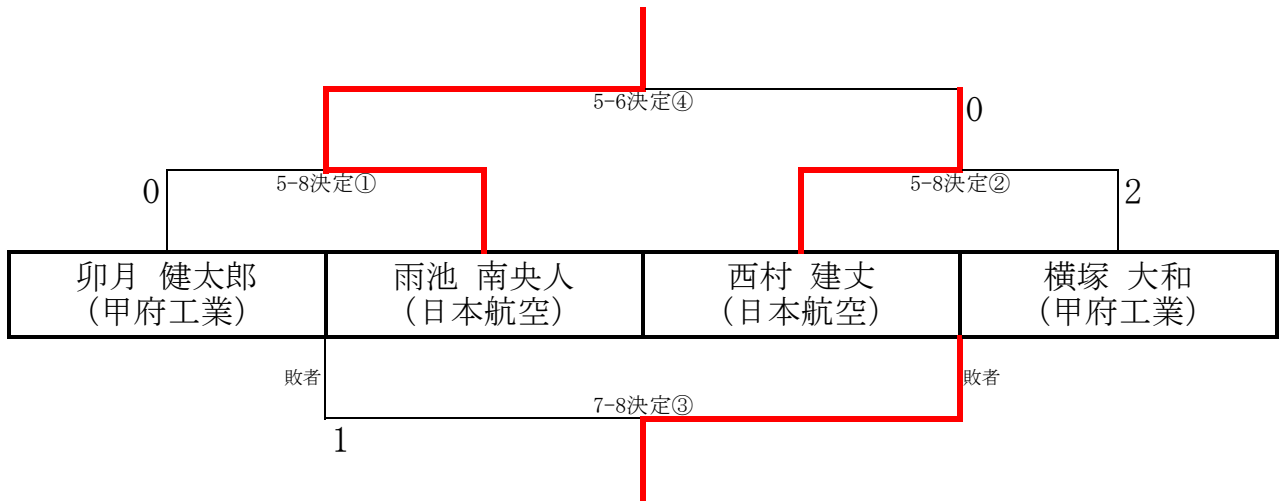 5-6決定④
0
0
5-8決定①
5-8決定②
2
卯月 健太郎
(甲府工業)
雨池 南央人
(日本航空)
西村 建丈
(日本航空)
横塚 大和
(甲府工業)
敗者
敗者
7-8決定③
1